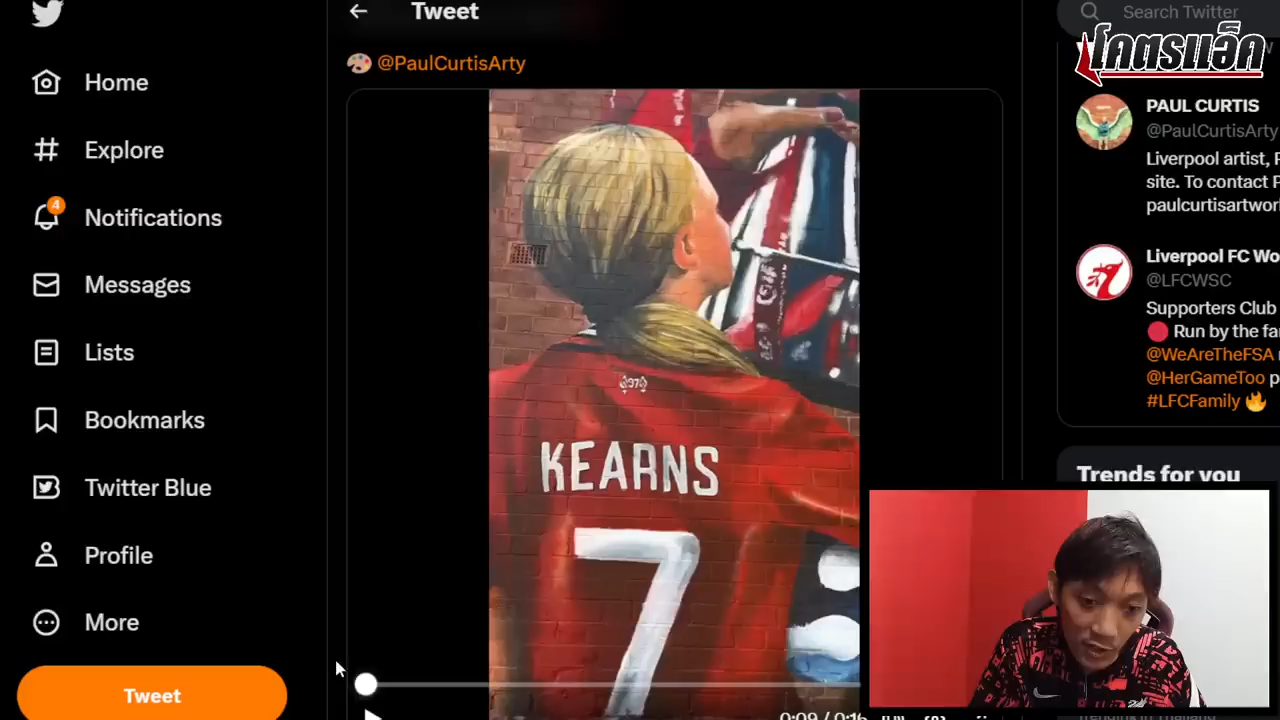 Tweet
Search Twitter
โคตรแอ็ก
@PaulCurtisArty
Home
Explore
4
Notifications
Messages
Lists
Bookmarks
Twitter Blue
Profile
More
Tweet
97
KEARNS
7
0:09 / 0:16
PAUL CURTIS
@PaulCurtisArty
Liverpool artist, P
site. To contact P
paulcurtisartwor
Liverpool FC Wo
@LFCWSC
Supporters Club
Run by the fa
@WeAreTheFSA
@HerGameToo p
#LFCFamily
Trends for you